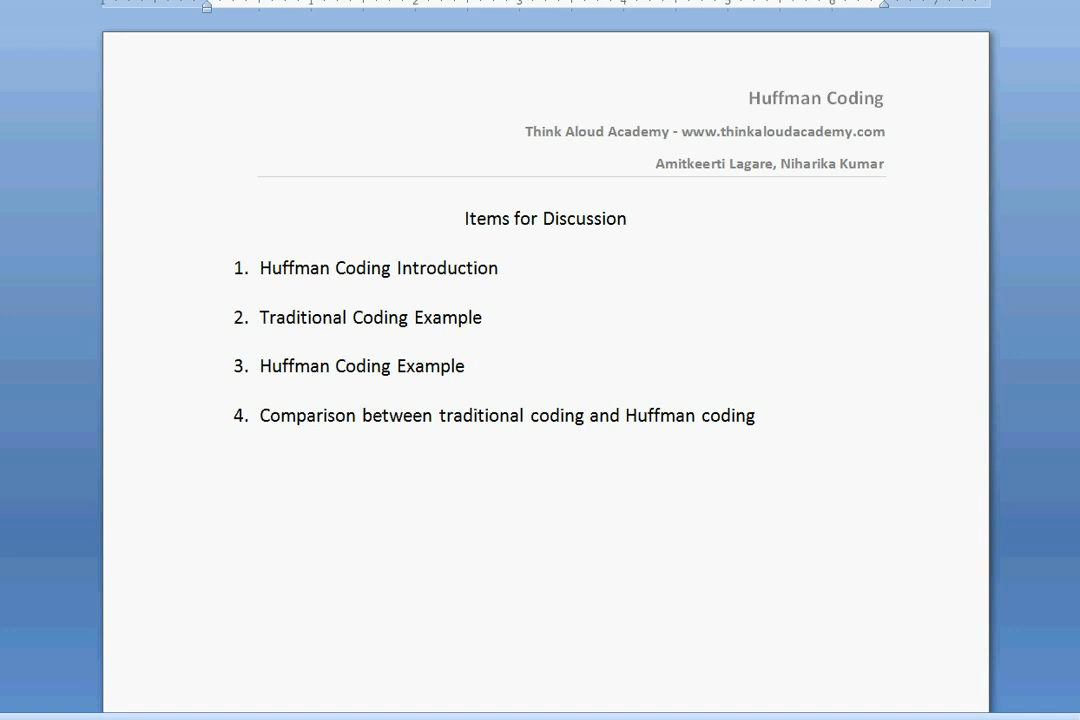 Huffman Coding
Think Aloud Academy - www.thinkaloudacademy.com
Amitkeerti Lagare, Niharika Kumar
Items for Discussion
1. Huffman Coding Introduction
2. Traditional Coding Example
3. Huffman Coding Example
4. Comparison between traditional coding and Huffman coding